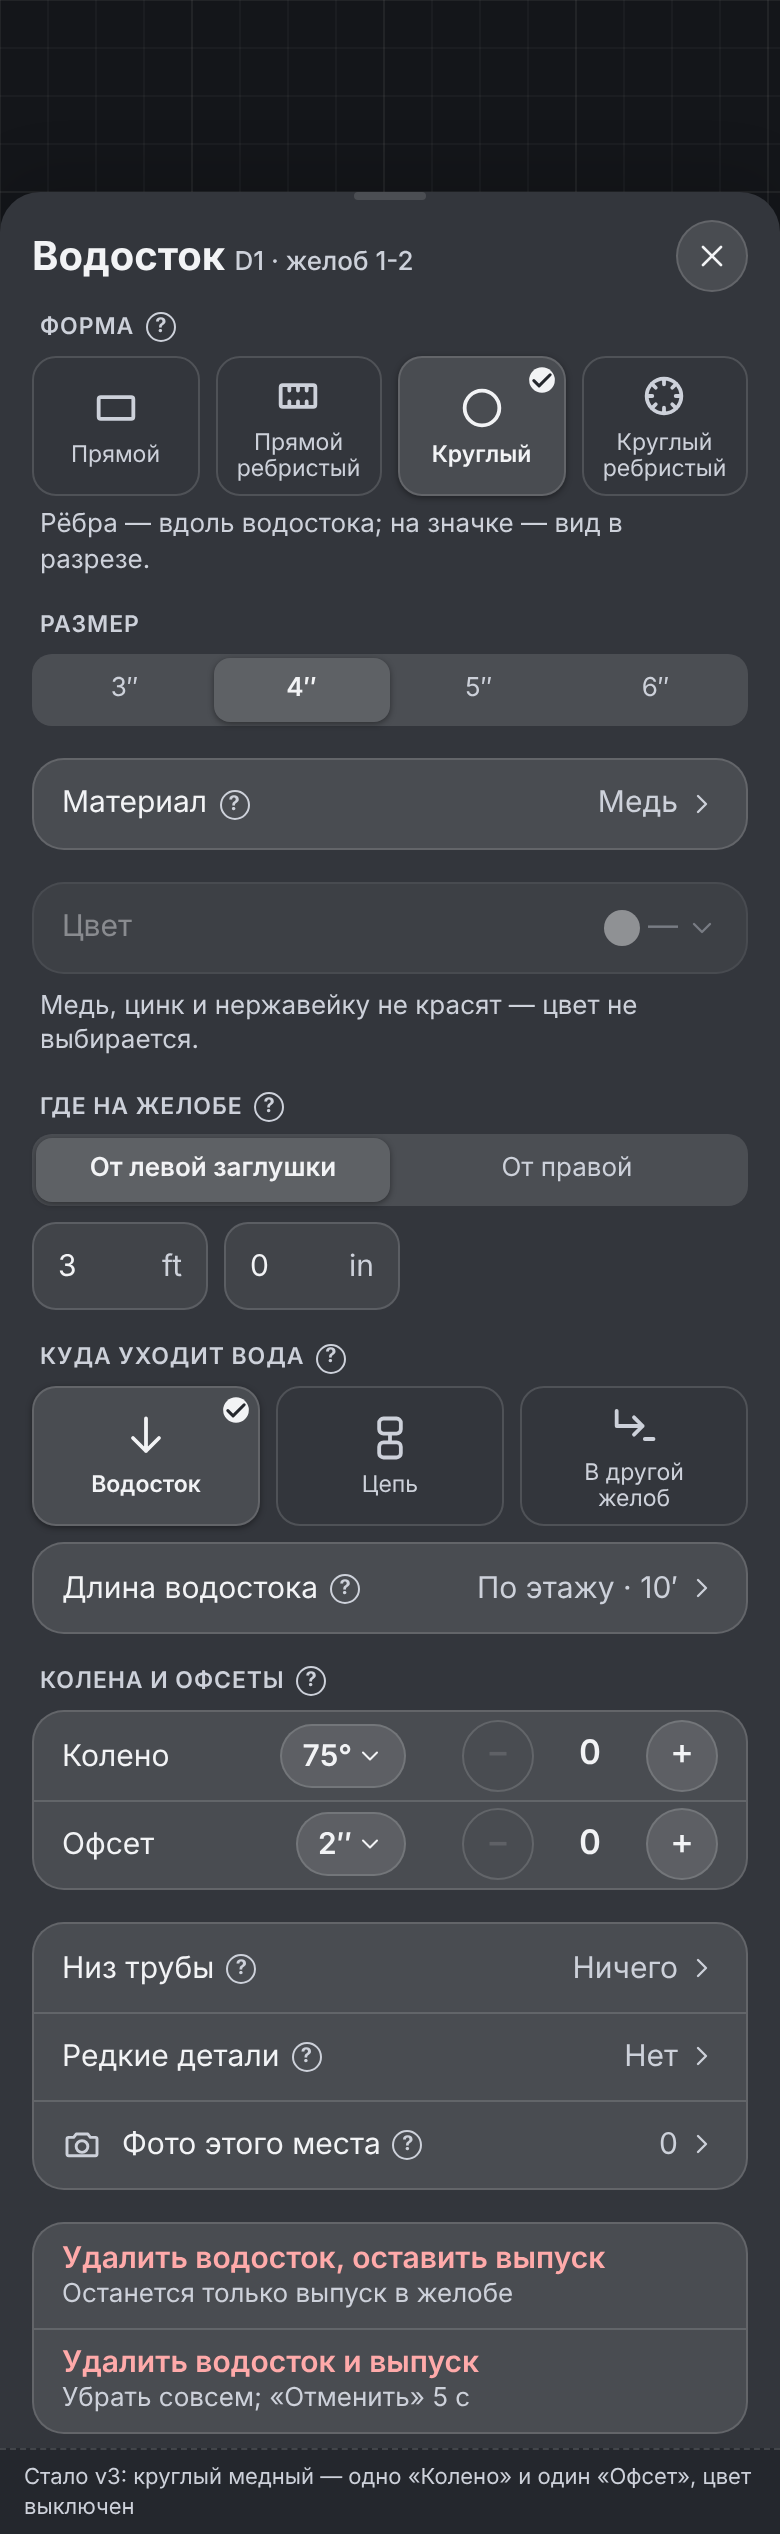 Водосток D1 · желоб 1-2
ФОРМА ?
Прямой
Прямой
ребристый
Круглый
Круглый
ребристый
Рёбра — вдоль водостока; на значке — вид в
разрезе.
РАЗМЕР
3″ 4″ 5″ 6″
Материал ? Медь
Цвет —
Медь, цинк и нержавейку не красят — цвет не
выбирается.
ГДЕ НА ЖЕЛОБЕ ?
От левой заглушки От правой
3 ft 0 in
КУДА УХОДИТ ВОДА ?
Водосток
Цепь
В другой
желоб
Длина водостока ? По этажу · 10′
КОЛЕНА И ОФСЕТЫ ?
Колено 75° − 0 +
Офсет 2″ − 0 +
Низ трубы ? Ничего
Редкие детали ? Нет
Фото этого места ? 0
Удалить водосток, оставить выпуск
Останется только выпуск в желобе
Удалить водосток и выпуск
Убрать совсем; «Отменить» 5 с
Стало v3: круглый медный — одно «Колено» и один «Офсет», цвет
выключен